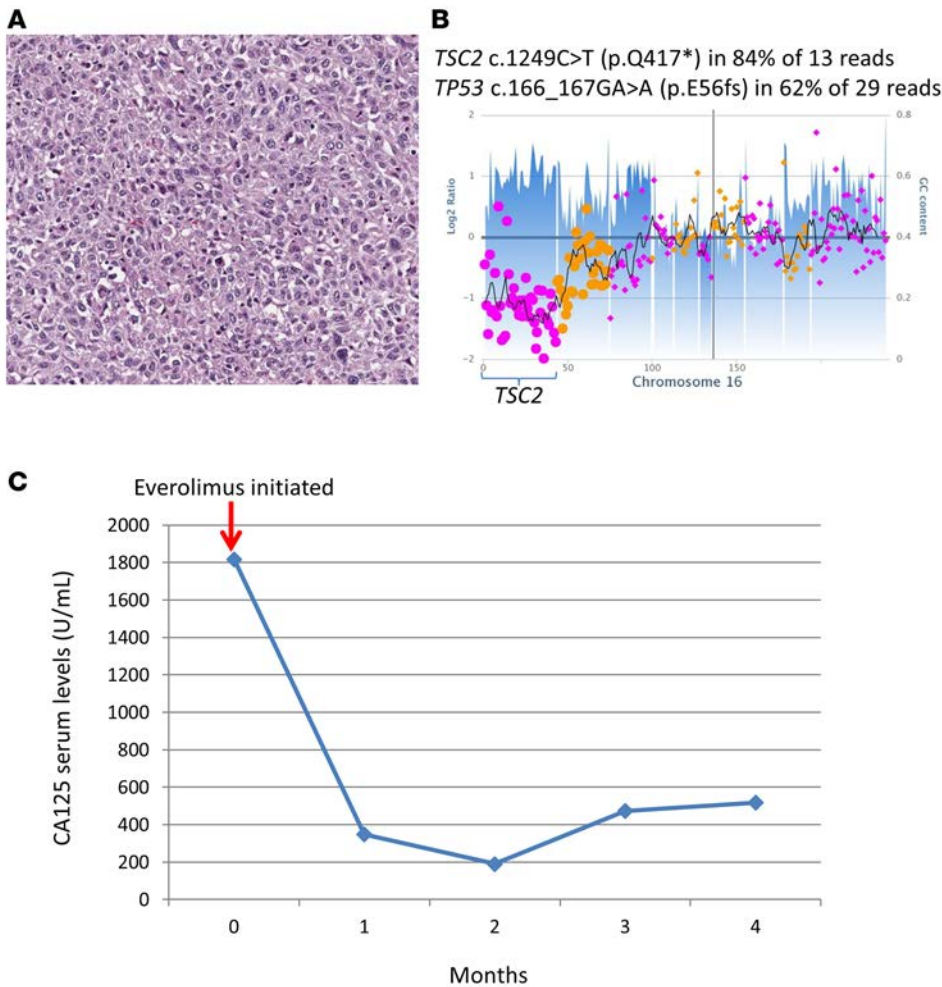 A
B
TSC2 c.1249C>T (p.Q417*) in 84% of 13 reads
TP53 c.166_167GA>A (p.E56fs) in 62% of 29 reads
2
1
0
−1
−2
Log2 Ratio
0.8
0.6
0.4
0.2
0
GC content
0 50 100 150
Chromosome 16
TSC2
C
Everolimus initiated
2000
1800
1600
1400
1200
1000
800
600
400
200
0
CA125 serum levels (U/mL)
0 1 2 3 4
Months